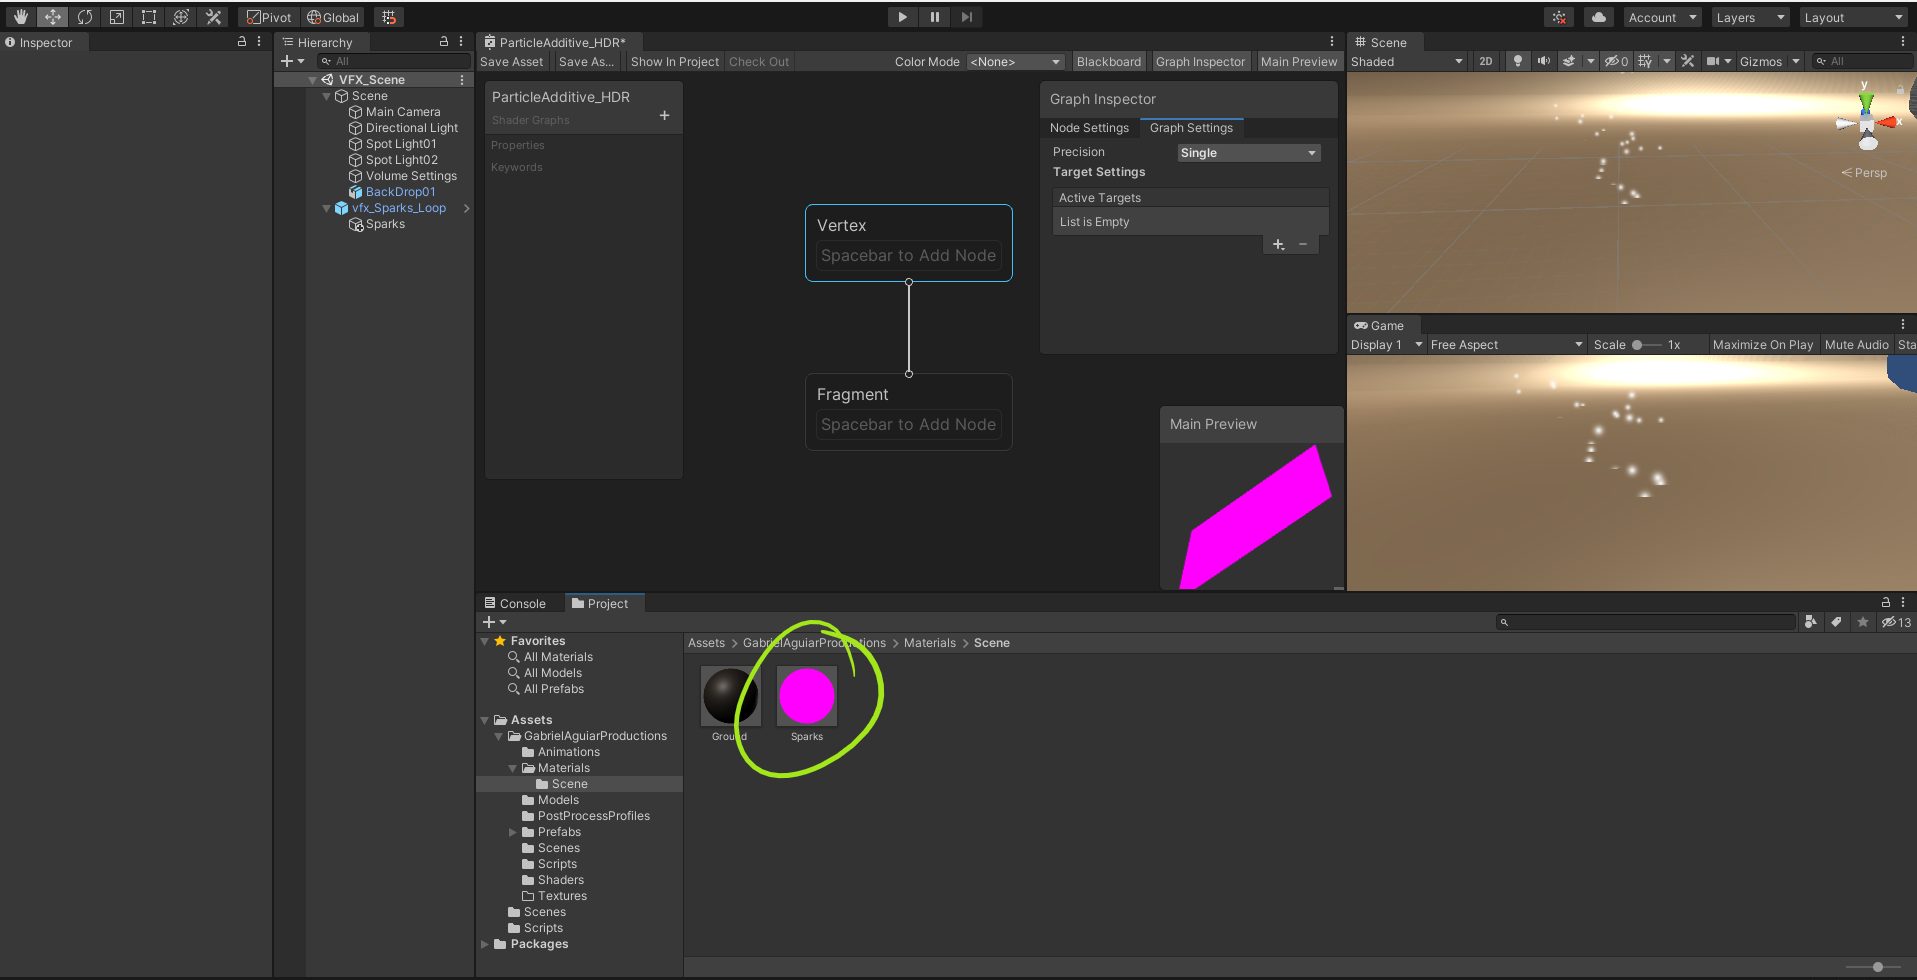 Pivot Global Account Layers Layout
Inspector
Hierarchy
All
VFX_Scene
Scene
Main Camera
Directional Light
Spot Light01
Spot Light02
Volume Settings
BackDrop01
vfx_Sparks_Loop
Sparks
ParticleAdditive_HDR*
Save Asset Save As... Show In Project Check Out Color Mode <None> Blackboard Graph Inspector Main Preview
ParticleAdditive_HDR
Shader Graphs
Properties
Keywords
Vertex
Spacebar to Add Node
Fragment
Spacebar to Add Node
Graph Inspector
Node Settings Graph Settings
Precision Single
Target Settings
Active Targets
List is Empty
Main Preview
Scene
Shaded 2D 0 Gizmos All
y
x
Persp
Game
Display 1 Free Aspect Scale 1x Maximize On Play Mute Audio Sta
Console Project
13
Favorites
All Materials
All Models
All Prefabs
Assets
GabrielAguiarProductions
Animations
Materials
Scene
Models
PostProcessProfiles
Prefabs
Scenes
Scripts
Shaders
Textures
Scenes
Scripts
Packages
Assets > GabrielAguiarProductions > Materials > Scene
Ground Sparks